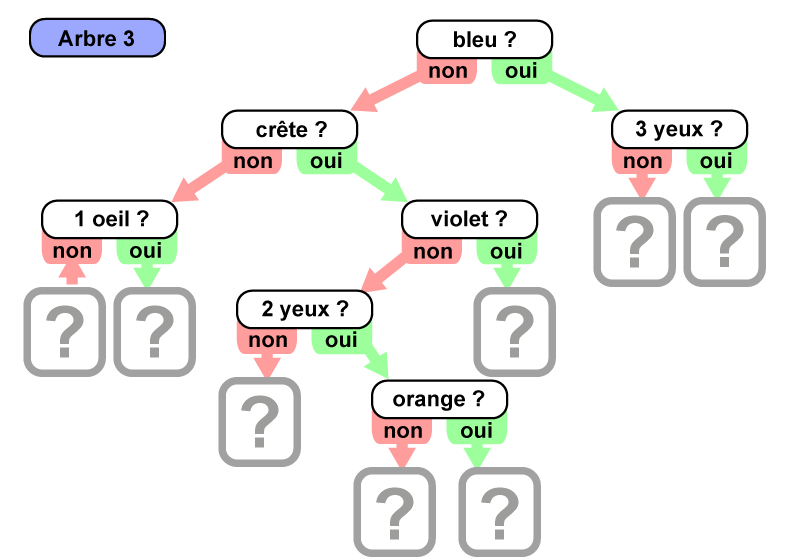 Arbre 3
bleu ?
non oui
crête ?
3 yeux ?
non oui
non oui
1 oeil ?
violet ?
non oui
non oui
? ?
? ?
2 yeux ?
?
non oui
orange ?
?
non oui
? ?